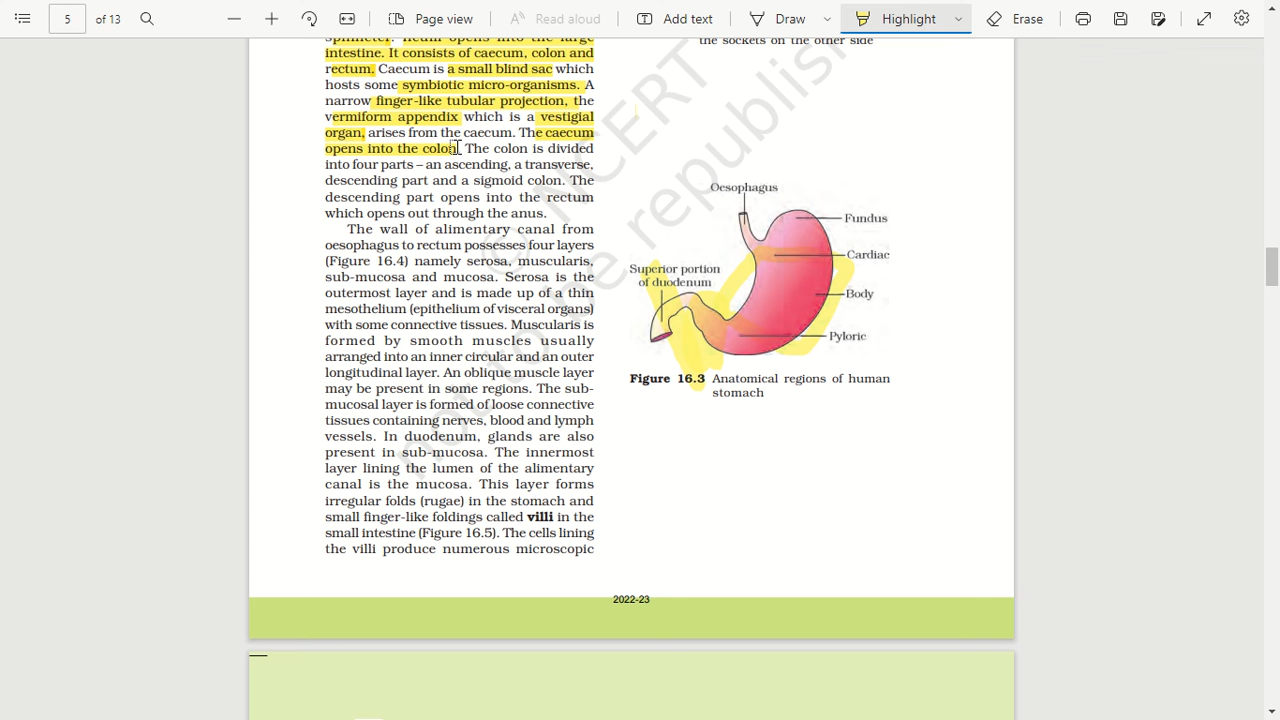 5
of 13
Page view
Read aloud
Add text
Draw
Highlight
Erase
sphincter. Ileum opens into the large
intestine. It consists of caecum, colon and
rectum. Caecum is a small blind sac which
hosts some symbiotic micro-organisms. A
narrow finger-like tubular projection, the
vermiform appendix which is a vestigial
organ, arises from the caecum. The caecum
opens into the colon. The colon is divided
into four parts – an ascending, a transverse,
descending part and a sigmoid colon. The
descending part opens into the rectum
which opens out through the anus.
The wall of alimentary canal from
oesophagus to rectum possesses four layers
(Figure 16.4) namely serosa, muscularis,
sub-mucosa and mucosa. Serosa is the
outermost layer and is made up of a thin
mesothelium (epithelium of visceral organs)
with some connective tissues. Muscularis is
formed by smooth muscles usually
arranged into an inner circular and an outer
longitudinal layer. An oblique muscle layer
may be present in some regions. The sub-
mucosal layer is formed of loose connective
tissues containing nerves, blood and lymph
vessels. In duodenum, glands are also
present in sub-mucosa. The innermost
layer lining the lumen of the alimentary
canal is the mucosa. This layer forms
irregular folds (rugae) in the stomach and
small finger-like foldings called villi in the
small intestine (Figure 16.5). The cells lining
the villi produce numerous microscopic
the sockets on the other side
Oesophagus
Fundus
Cardiac
Superior portion
of duodenum
Body
Pyloric
Figure 16.3 Anatomical regions of human
stomach
© NCERT
not to be republish
2022-23